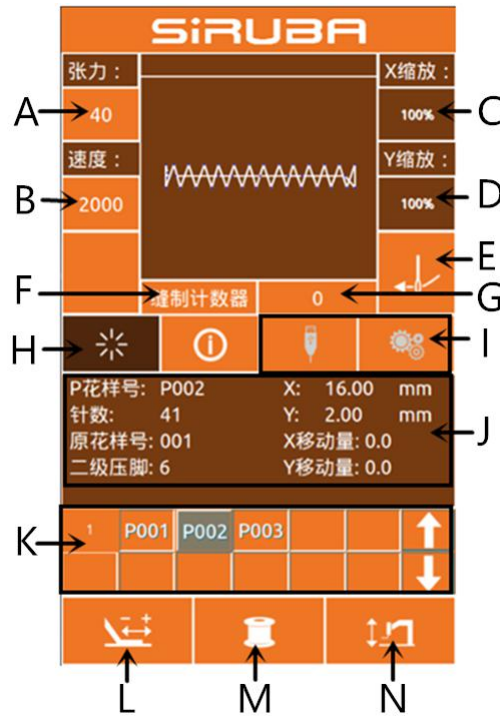 SiRUBA
张力： X缩放：
A 40 100% C
速度： Y缩放：
B 2000 100% D
E
F 缝制计数器 0 G
H I
P花样号: P002 X: 16.00 mm
针数: 41 Y: 2.00 mm
J
原花样号: 001 X移动量: 0.0
二级压脚: 6 Y移动量: 0.0
K 1 P001 P002 P003
L M N